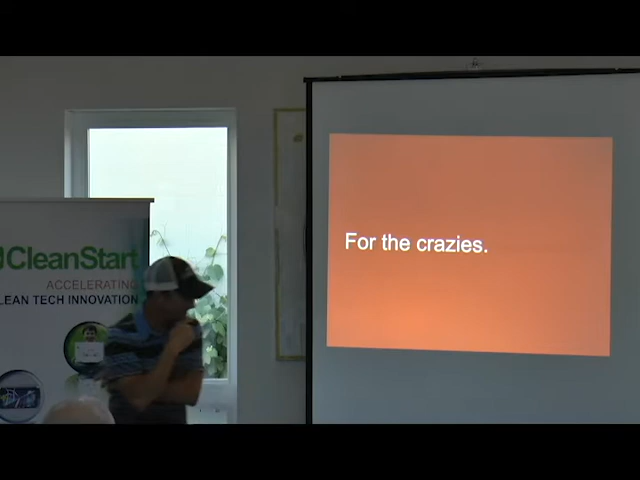 CleanStart
ACCELERATING
LEAN TECH INNOVATION
For the crazies.